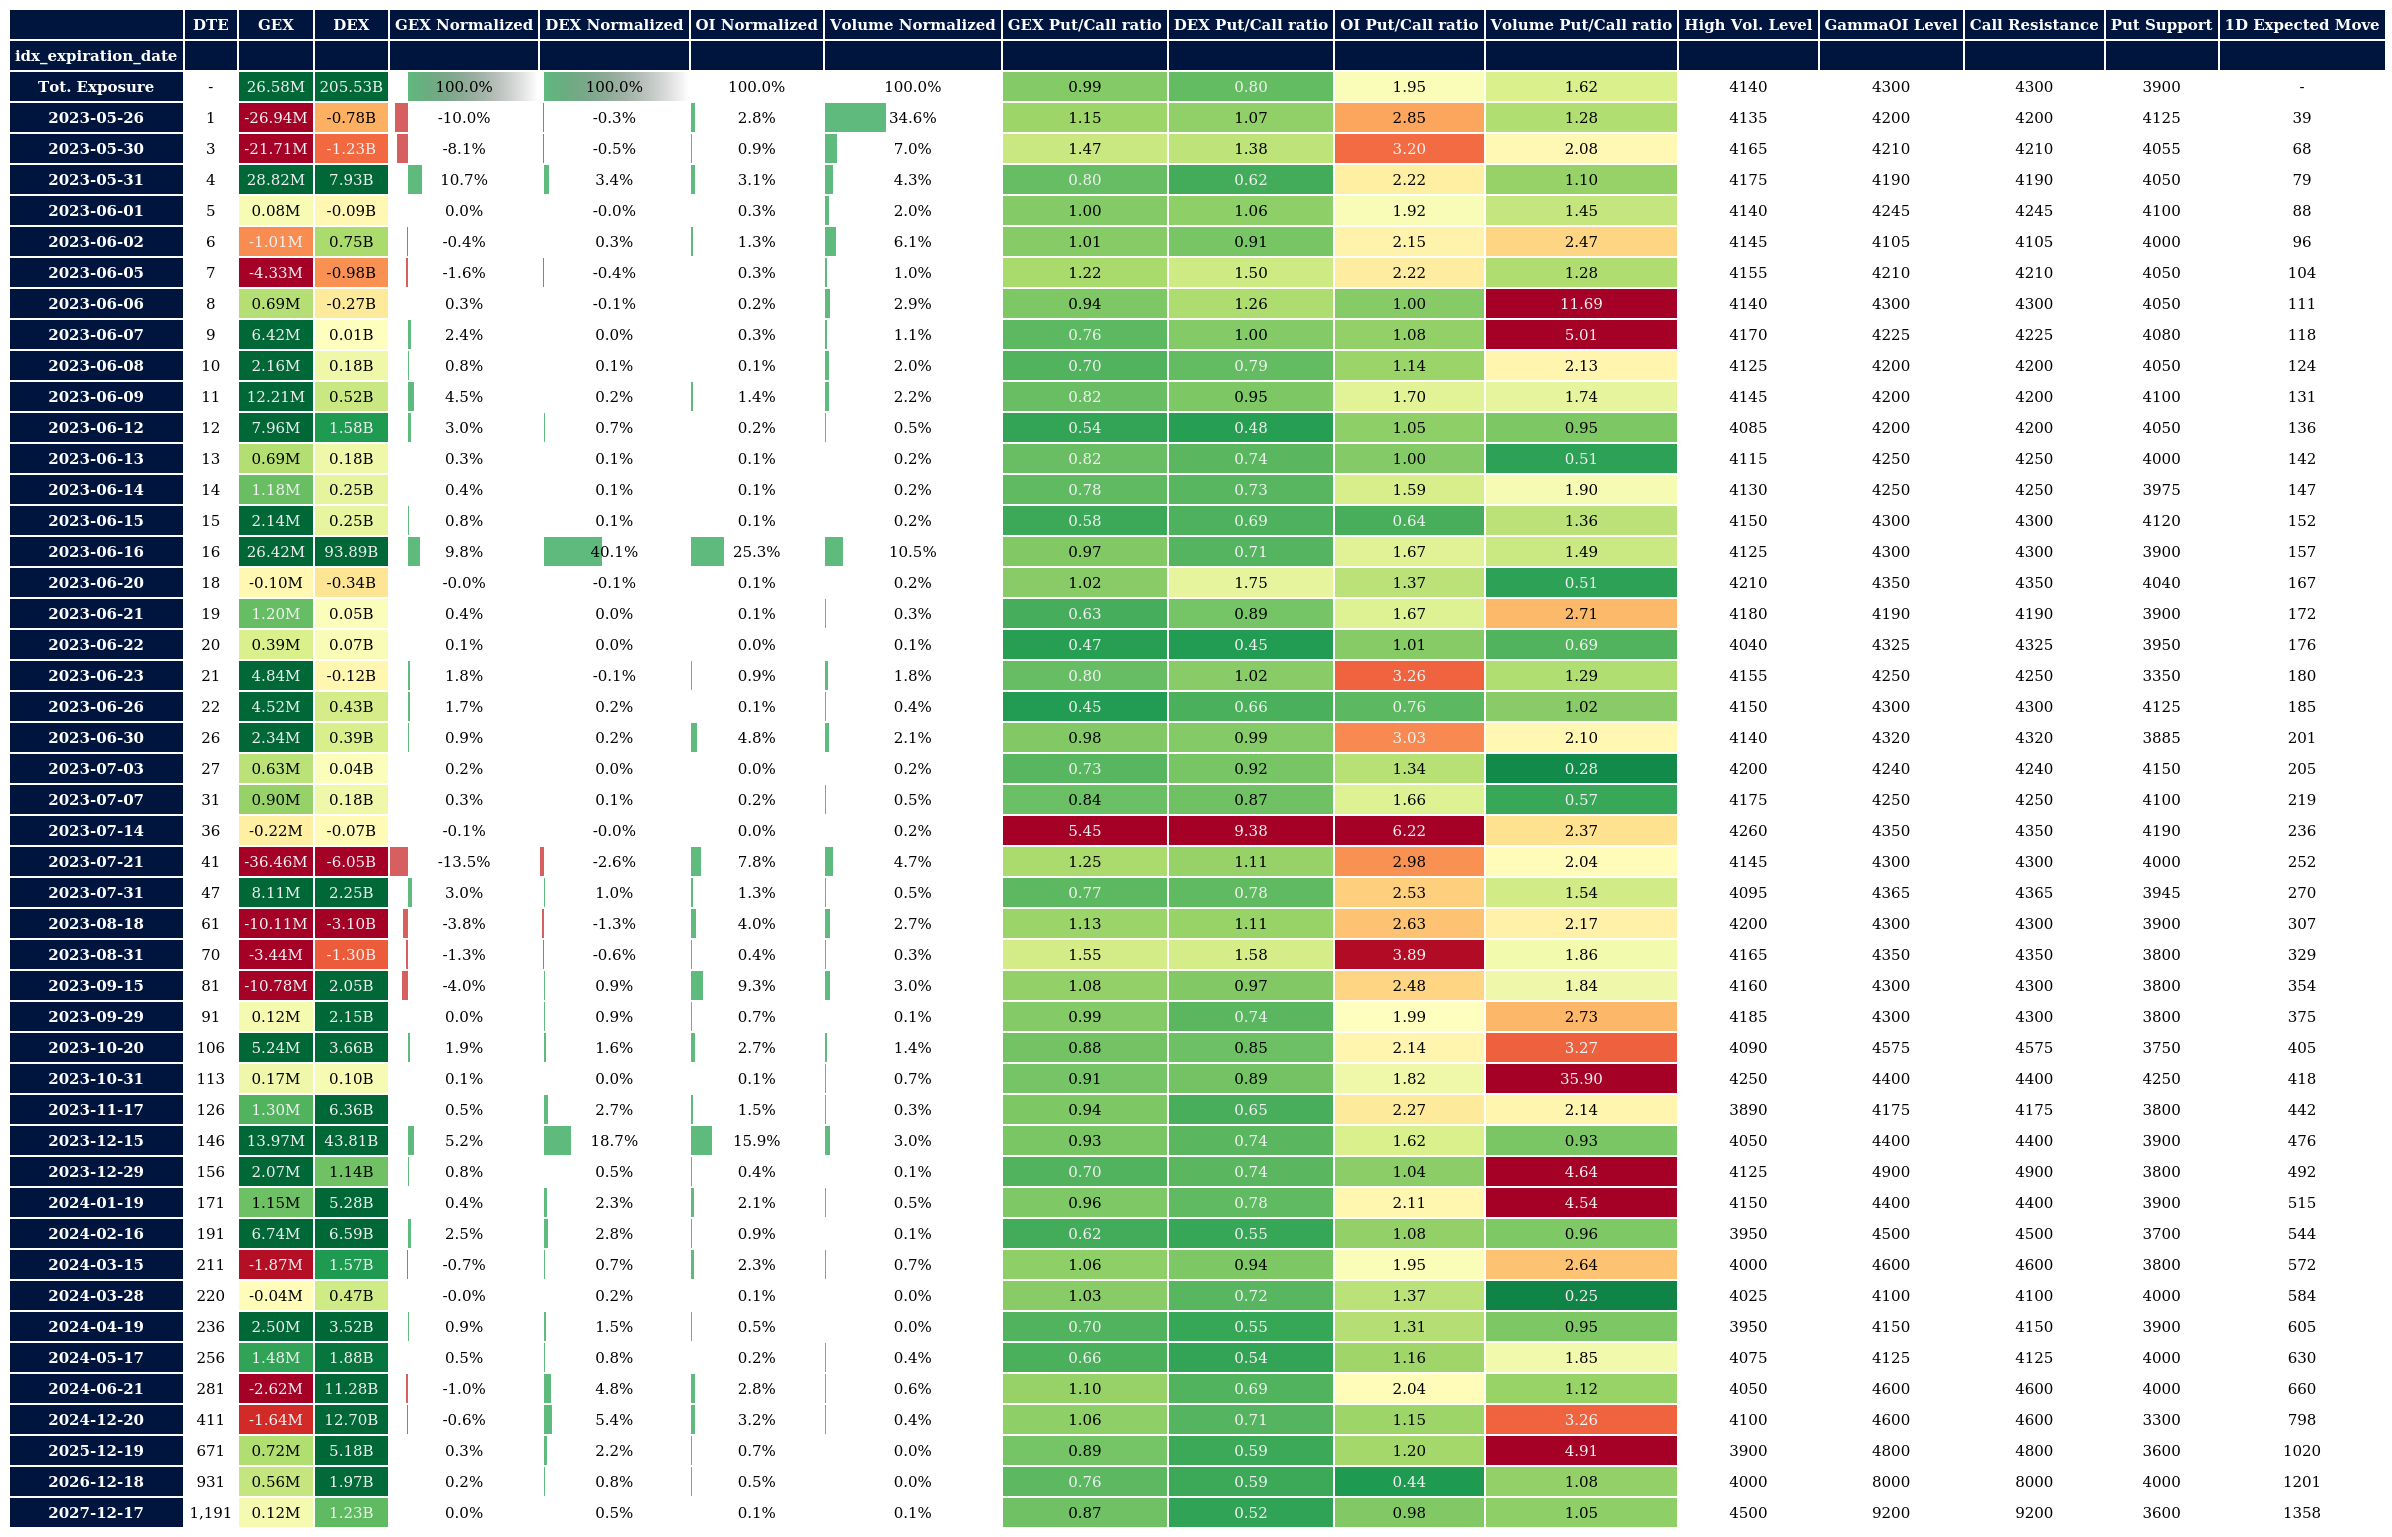 DTE GEX DEX GEX Normalized DEX Normalized OI Normalized Volume Normalized GEX Put/Call ratio DEX Put/Call ratio OI Put/Call ratio Volume Put/Call ratio High Vol. Level GammaOI Level Call Resistance Put Support 1D Expected Move
idx_expiration_date
Tot. Exposure - 26.58M 205.53B 100.0% 100.0% 100.0% 100.0% 0.99 0.80 1.95 1.62 4140 4300 4300 3900 -
2023-05-26 1 -26.94M -0.78B -10.0% -0.3% 2.8% 34.6% 1.15 1.07 2.85 1.28 4135 4200 4200 4125 39
2023-05-30 3 -21.71M -1.23B -8.1% -0.5% 0.9% 7.0% 1.47 1.38 3.20 2.08 4165 4210 4210 4055 68
2023-05-31 4 28.82M 7.93B 10.7% 3.4% 3.1% 4.3% 0.80 0.62 2.22 1.10 4175 4190 4190 4050 79
2023-06-01 5 0.08M -0.09B 0.0% -0.0% 0.3% 2.0% 1.00 1.06 1.92 1.45 4140 4245 4245 4100 88
2023-06-02 6 -1.01M 0.75B -0.4% 0.3% 1.3% 6.1% 1.01 0.91 2.15 2.47 4145 4105 4105 4000 96
2023-06-05 7 -4.33M -0.98B -1.6% -0.4% 0.3% 1.0% 1.22 1.50 2.22 1.28 4155 4210 4210 4050 104
2023-06-06 8 0.69M -0.27B 0.3% -0.1% 0.2% 2.9% 0.94 1.26 1.00 11.69 4140 4300 4300 4050 111
2023-06-07 9 6.42M 0.01B 2.4% 0.0% 0.3% 1.1% 0.76 1.00 1.08 5.01 4170 4225 4225 4080 118
2023-06-08 10 2.16M 0.18B 0.8% 0.1% 0.1% 2.0% 0.70 0.79 1.14 2.13 4125 4200 4200 4050 124
2023-06-09 11 12.21M 0.52B 4.5% 0.2% 1.4% 2.2% 0.82 0.95 1.70 1.74 4145 4200 4200 4100 131
2023-06-12 12 7.96M 1.58B 3.0% 0.7% 0.2% 0.5% 0.54 0.48 1.05 0.95 4085 4200 4200 4050 136
2023-06-13 13 0.69M 0.18B 0.3% 0.1% 0.1% 0.2% 0.82 0.74 1.00 0.51 4115 4250 4250 4000 142
2023-06-14 14 1.18M 0.25B 0.4% 0.1% 0.1% 0.2% 0.78 0.73 1.59 1.90 4130 4250 4250 3975 147
2023-06-15 15 2.14M 0.25B 0.8% 0.1% 0.1% 0.2% 0.58 0.69 0.64 1.36 4150 4300 4300 4120 152
2023-06-16 16 26.42M 93.89B 9.8% 40.1% 25.3% 10.5% 0.97 0.71 1.67 1.49 4125 4300 4300 3900 157
2023-06-20 18 -0.10M -0.34B -0.0% -0.1% 0.1% 0.2% 1.02 1.75 1.37 0.51 4210 4350 4350 4040 167
2023-06-21 19 1.20M 0.05B 0.4% 0.0% 0.1% 0.3% 0.63 0.89 1.67 2.71 4180 4190 4190 3900 172
2023-06-22 20 0.39M 0.07B 0.1% 0.0% 0.0% 0.1% 0.47 0.45 1.01 0.69 4040 4325 4325 3950 176
2023-06-23 21 4.84M -0.12B 1.8% -0.1% 0.9% 1.8% 0.80 1.02 3.26 1.29 4155 4250 4250 3350 180
2023-06-26 22 4.52M 0.43B 1.7% 0.2% 0.1% 0.4% 0.45 0.66 0.76 1.02 4150 4300 4300 4125 185
2023-06-30 26 2.34M 0.39B 0.9% 0.2% 4.8% 2.1% 0.98 0.99 3.03 2.10 4140 4320 4320 3885 201
2023-07-03 27 0.63M 0.04B 0.2% 0.0% 0.0% 0.2% 0.73 0.92 1.34 0.28 4200 4240 4240 4150 205
2023-07-07 31 0.90M 0.18B 0.3% 0.1% 0.2% 0.5% 0.84 0.87 1.66 0.57 4175 4250 4250 4100 219
2023-07-14 36 -0.22M -0.07B -0.1% -0.0% 0.0% 0.2% 5.45 9.38 6.22 2.37 4260 4350 4350 4190 236
2023-07-21 41 -36.46M -6.05B -13.5% -2.6% 7.8% 4.7% 1.25 1.11 2.98 2.04 4145 4300 4300 4000 252
2023-07-31 47 8.11M 2.25B 3.0% 1.0% 1.3% 0.5% 0.77 0.78 2.53 1.54 4095 4365 4365 3945 270
2023-08-18 61 -10.11M -3.10B -3.8% -1.3% 4.0% 2.7% 1.13 1.11 2.63 2.17 4200 4300 4300 3900 307
2023-08-31 70 -3.44M -1.30B -1.3% -0.6% 0.4% 0.3% 1.55 1.58 3.89 1.86 4165 4350 4350 3800 329
2023-09-15 81 -10.78M 2.05B -4.0% 0.9% 9.3% 3.0% 1.08 0.97 2.48 1.84 4160 4300 4300 3800 354
2023-09-29 91 0.12M 2.15B 0.0% 0.9% 0.7% 0.1% 0.99 0.74 1.99 2.73 4185 4300 4300 3800 375
2023-10-20 106 5.24M 3.66B 1.9% 1.6% 2.7% 1.4% 0.88 0.85 2.14 3.27 4090 4575 4575 3750 405
2023-10-31 113 0.17M 0.10B 0.1% 0.0% 0.1% 0.7% 0.91 0.89 1.82 35.90 4250 4400 4400 4250 418
2023-11-17 126 1.30M 6.36B 0.5% 2.7% 1.5% 0.3% 0.94 0.65 2.27 2.14 3890 4175 4175 3800 442
2023-12-15 146 13.97M 43.81B 5.2% 18.7% 15.9% 3.0% 0.93 0.74 1.62 0.93 4050 4400 4400 3900 476
2023-12-29 156 2.07M 1.14B 0.8% 0.5% 0.4% 0.1% 0.70 0.74 1.04 4.64 4125 4900 4900 3800 492
2024-01-19 171 1.15M 5.28B 0.4% 2.3% 2.1% 0.5% 0.96 0.78 2.11 4.54 4150 4400 4400 3900 515
2024-02-16 191 6.74M 6.59B 2.5% 2.8% 0.9% 0.1% 0.62 0.55 1.08 0.96 3950 4500 4500 3700 544
2024-03-15 211 -1.87M 1.57B -0.7% 0.7% 2.3% 0.7% 1.06 0.94 1.95 2.64 4000 4600 4600 3800 572
2024-03-28 220 -0.04M 0.47B -0.0% 0.2% 0.1% 0.0% 1.03 0.72 1.37 0.25 4025 4100 4100 4000 584
2024-04-19 236 2.50M 3.52B 0.9% 1.5% 0.5% 0.0% 0.70 0.55 1.31 0.95 3950 4150 4150 3900 605
2024-05-17 256 1.48M 1.88B 0.5% 0.8% 0.2% 0.4% 0.66 0.54 1.16 1.85 4075 4125 4125 4000 630
2024-06-21 281 -2.62M 11.28B -1.0% 4.8% 2.8% 0.6% 1.10 0.69 2.04 1.12 4050 4600 4600 4000 660
2024-12-20 411 -1.64M 12.70B -0.6% 5.4% 3.2% 0.4% 1.06 0.71 1.15 3.26 4100 4600 4600 3300 798
2025-12-19 671 0.72M 5.18B 0.3% 2.2% 0.7% 0.0% 0.89 0.59 1.20 4.91 3900 4800 4800 3600 1020
2026-12-18 931 0.56M 1.97B 0.2% 0.8% 0.5% 0.0% 0.76 0.59 0.44 1.08 4000 8000 8000 4000 1201
2027-12-17 1,191 0.12M 1.23B 0.0% 0.5% 0.1% 0.1% 0.87 0.52 0.98 1.05 4500 9200 9200 3600 1358